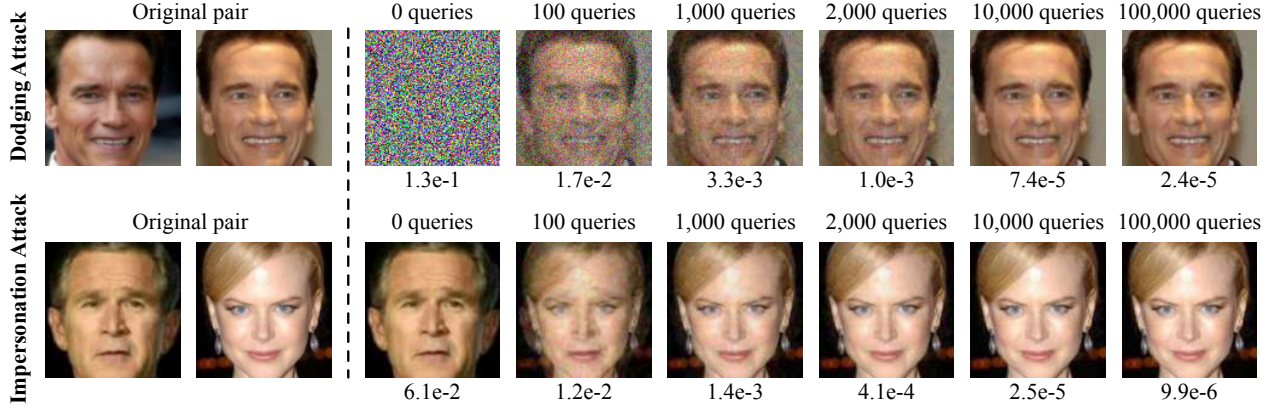 Original pair 0 queries 100 queries 1,000 queries 2,000 queries 10,000 queries 100,000 queries
Dodging Attack
1.3e-1 1.7e-2 3.3e-3 1.0e-3 7.4e-5 2.4e-5
Original pair 0 queries 100 queries 1,000 queries 2,000 queries 10,000 queries 100,000 queries
Impersonation Attack
6.1e-2 1.2e-2 1.4e-3 4.1e-4 2.5e-5 9.9e-6